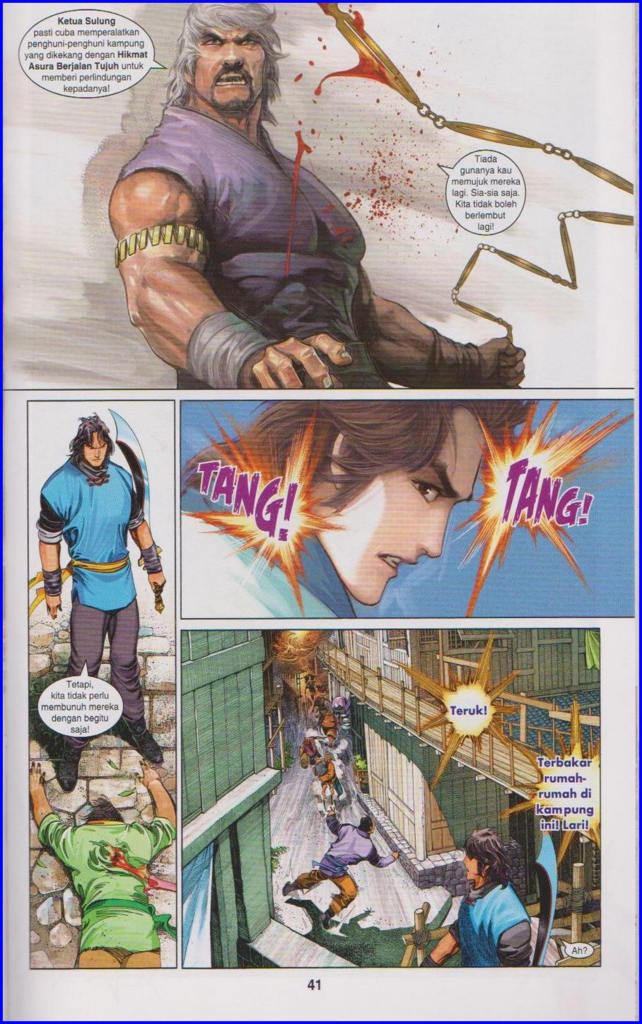 Ketua Sulung
pasti cuba memperalatkan
penghuni-penghuni kampung
yang dikekang dengan Hikmat
Asura Berjalan Tujuh untuk
memberi perlindungan
kepadanya!
Tiada
gunanya kau
memujuk mereka
lagi. Sia-sia saja.
Kita tidak boleh
berlembut
lagi!
Tetapi,
kita tidak perlu
membunuh mereka
dengan begitu
saja!
TANG!
TANG!
Teruk!
Terbakar
rumah-
rumah di
kampung
ini! Lari!
Ah?
41